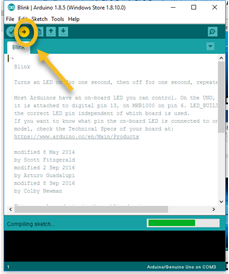 Blink | Arduino 1.8.5 (Windows Store 1.8.10.0)
File Edit Sketch Tools Help
Blink
Blink
Turns an LED on for one second, then off for one second, repeate
Most Arduinos have an on-board LED you can control. On the UNO,
it is attached to digital pin 13, on MKR1000 on pin 6. LED_BUILT
the correct LED pin independent of which board is used.
If you want to know what pin the on-board LED is connected to on
model, check the Technical Specs of your board at:
https://www.arduino.cc/en/Main/Products
modified 8 May 2014
by Scott Fitzgerald
modified 2 Sep 2016
by Arturo Guadalupi
modified 8 Sep 2016
by Colby Newman
Compiling sketch...
1
Arduino/Genuino Uno on COM3